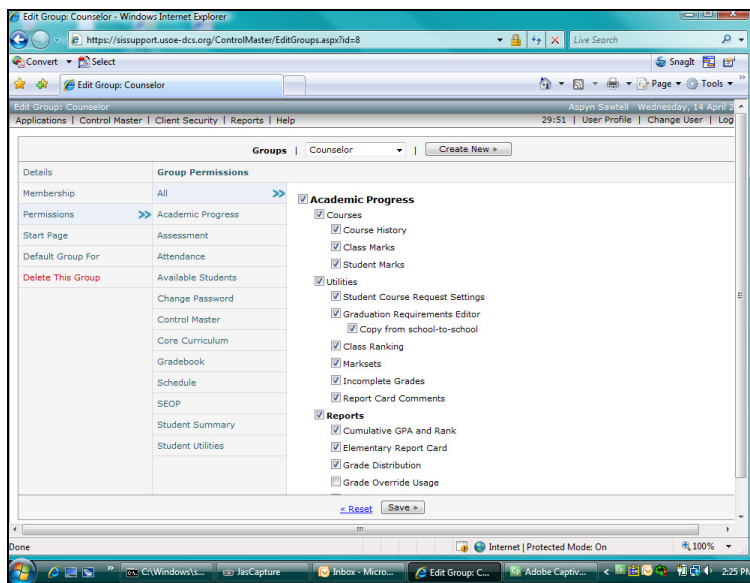 Edit Group: Counselor - Windows Internet Explorer
https://sissupport.usoe-dcs.org/ControlMaster/EditGroups.aspx?id=8
Live Search
Convert
Select
SnagIt
Edit Group: Counselor
Page
Tools
Edit Group: Counselor
Aspyn Sawtell Wednesday, 14 April 2
Applications | Control Master | Client Security | Reports | Help
29:51 | User Profile | Change User | Log
Groups | Counselor | Create New »
Details
Membership
Permissions
Start Page
Default Group For
Delete This Group
Group Permissions
All
Academic Progress
Assessment
Attendance
Available Students
Change Password
Control Master
Core Curriculum
Gradebook
Schedule
SEOP
Student Summary
Student Utilities
Academic Progress
Courses
Course History
Class Marks
Student Marks
Utilities
Student Course Request Settings
Graduation Requirements Editor
Copy from school-to-school
Class Ranking
Marksets
Incomplete Grades
Report Card Comments
Reports
Cumulative GPA and Rank
Elementary Report Card
Grade Distribution
Grade Override Usage
« Reset Save »
Done
Internet | Protected Mode: On
100%
C:\Windows\s...
JasCapture
Inbox - Micro...
Edit Group: C...
Adobe Captiv...
2:25 P